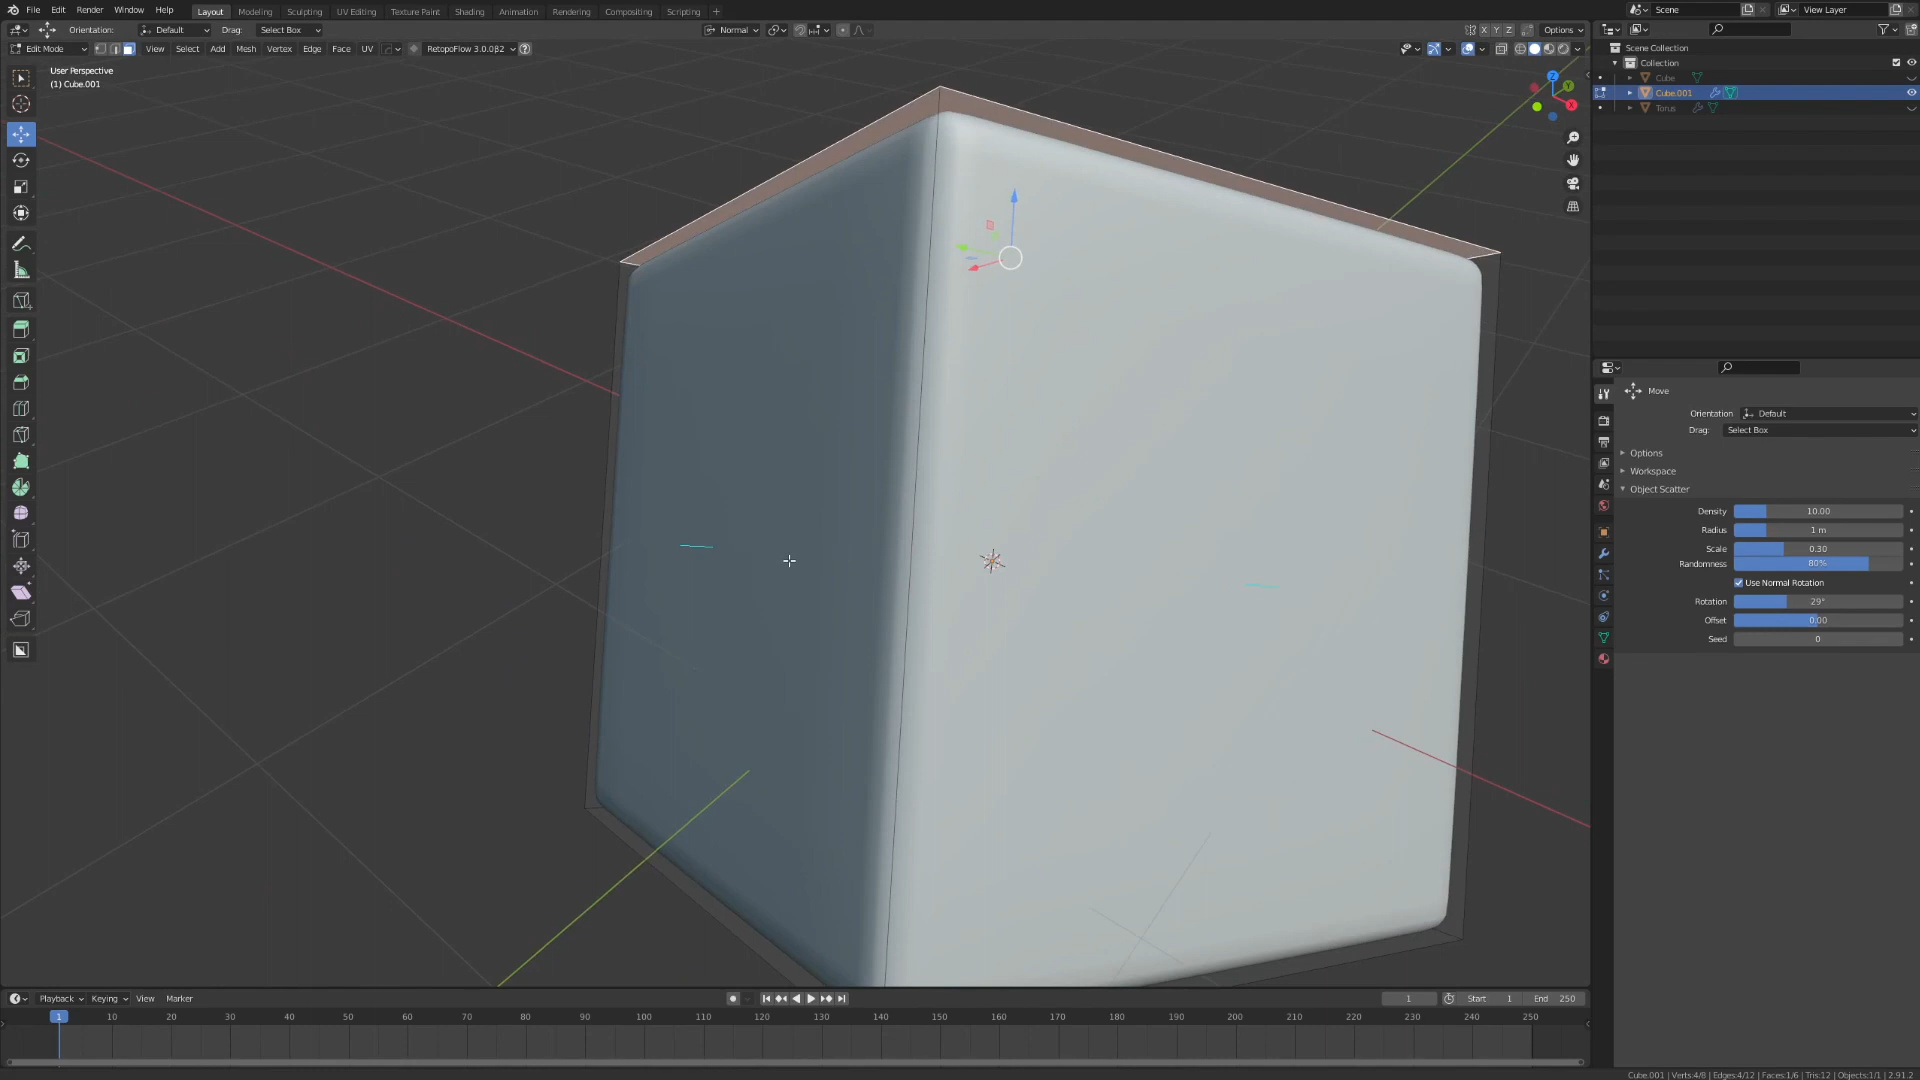 File Edit Render Window Help Layout Modeling Sculpting UV Editing Texture Paint Shading Animation Rendering Compositing Scripting + Scene View Layer
Orientation: Default Drag: Select Box Normal X Y Z Options
Edit Mode View Select Add Mesh Vertex Edge Face UV RetopoFlow 3.0.0β2
User Perspective
(1) Cube.001
Z
Y
X
Scene Collection
Collection
Cube
Cube.001
Torus
Move
Orientation Default
Drag: Select Box
Options
Workspace
Object Scatter
Density 10.00
Radius 1 m
Scale 0.30
Randomness 80%
Use Normal Rotation
Rotation 29°
Offset 0.00
Seed 0
Playback Keying View Marker 1 Start 1 End 250
1 10 20 30 40 50 60 70 80 90 100 110 120 130 140 150 160 170 180 190 200 210 220 230 240 250
Cube.001 | Verts:4/8 | Edges:4/12 | Faces:1/6 | Tris:12 | Objects:1/1 | 2.91.2